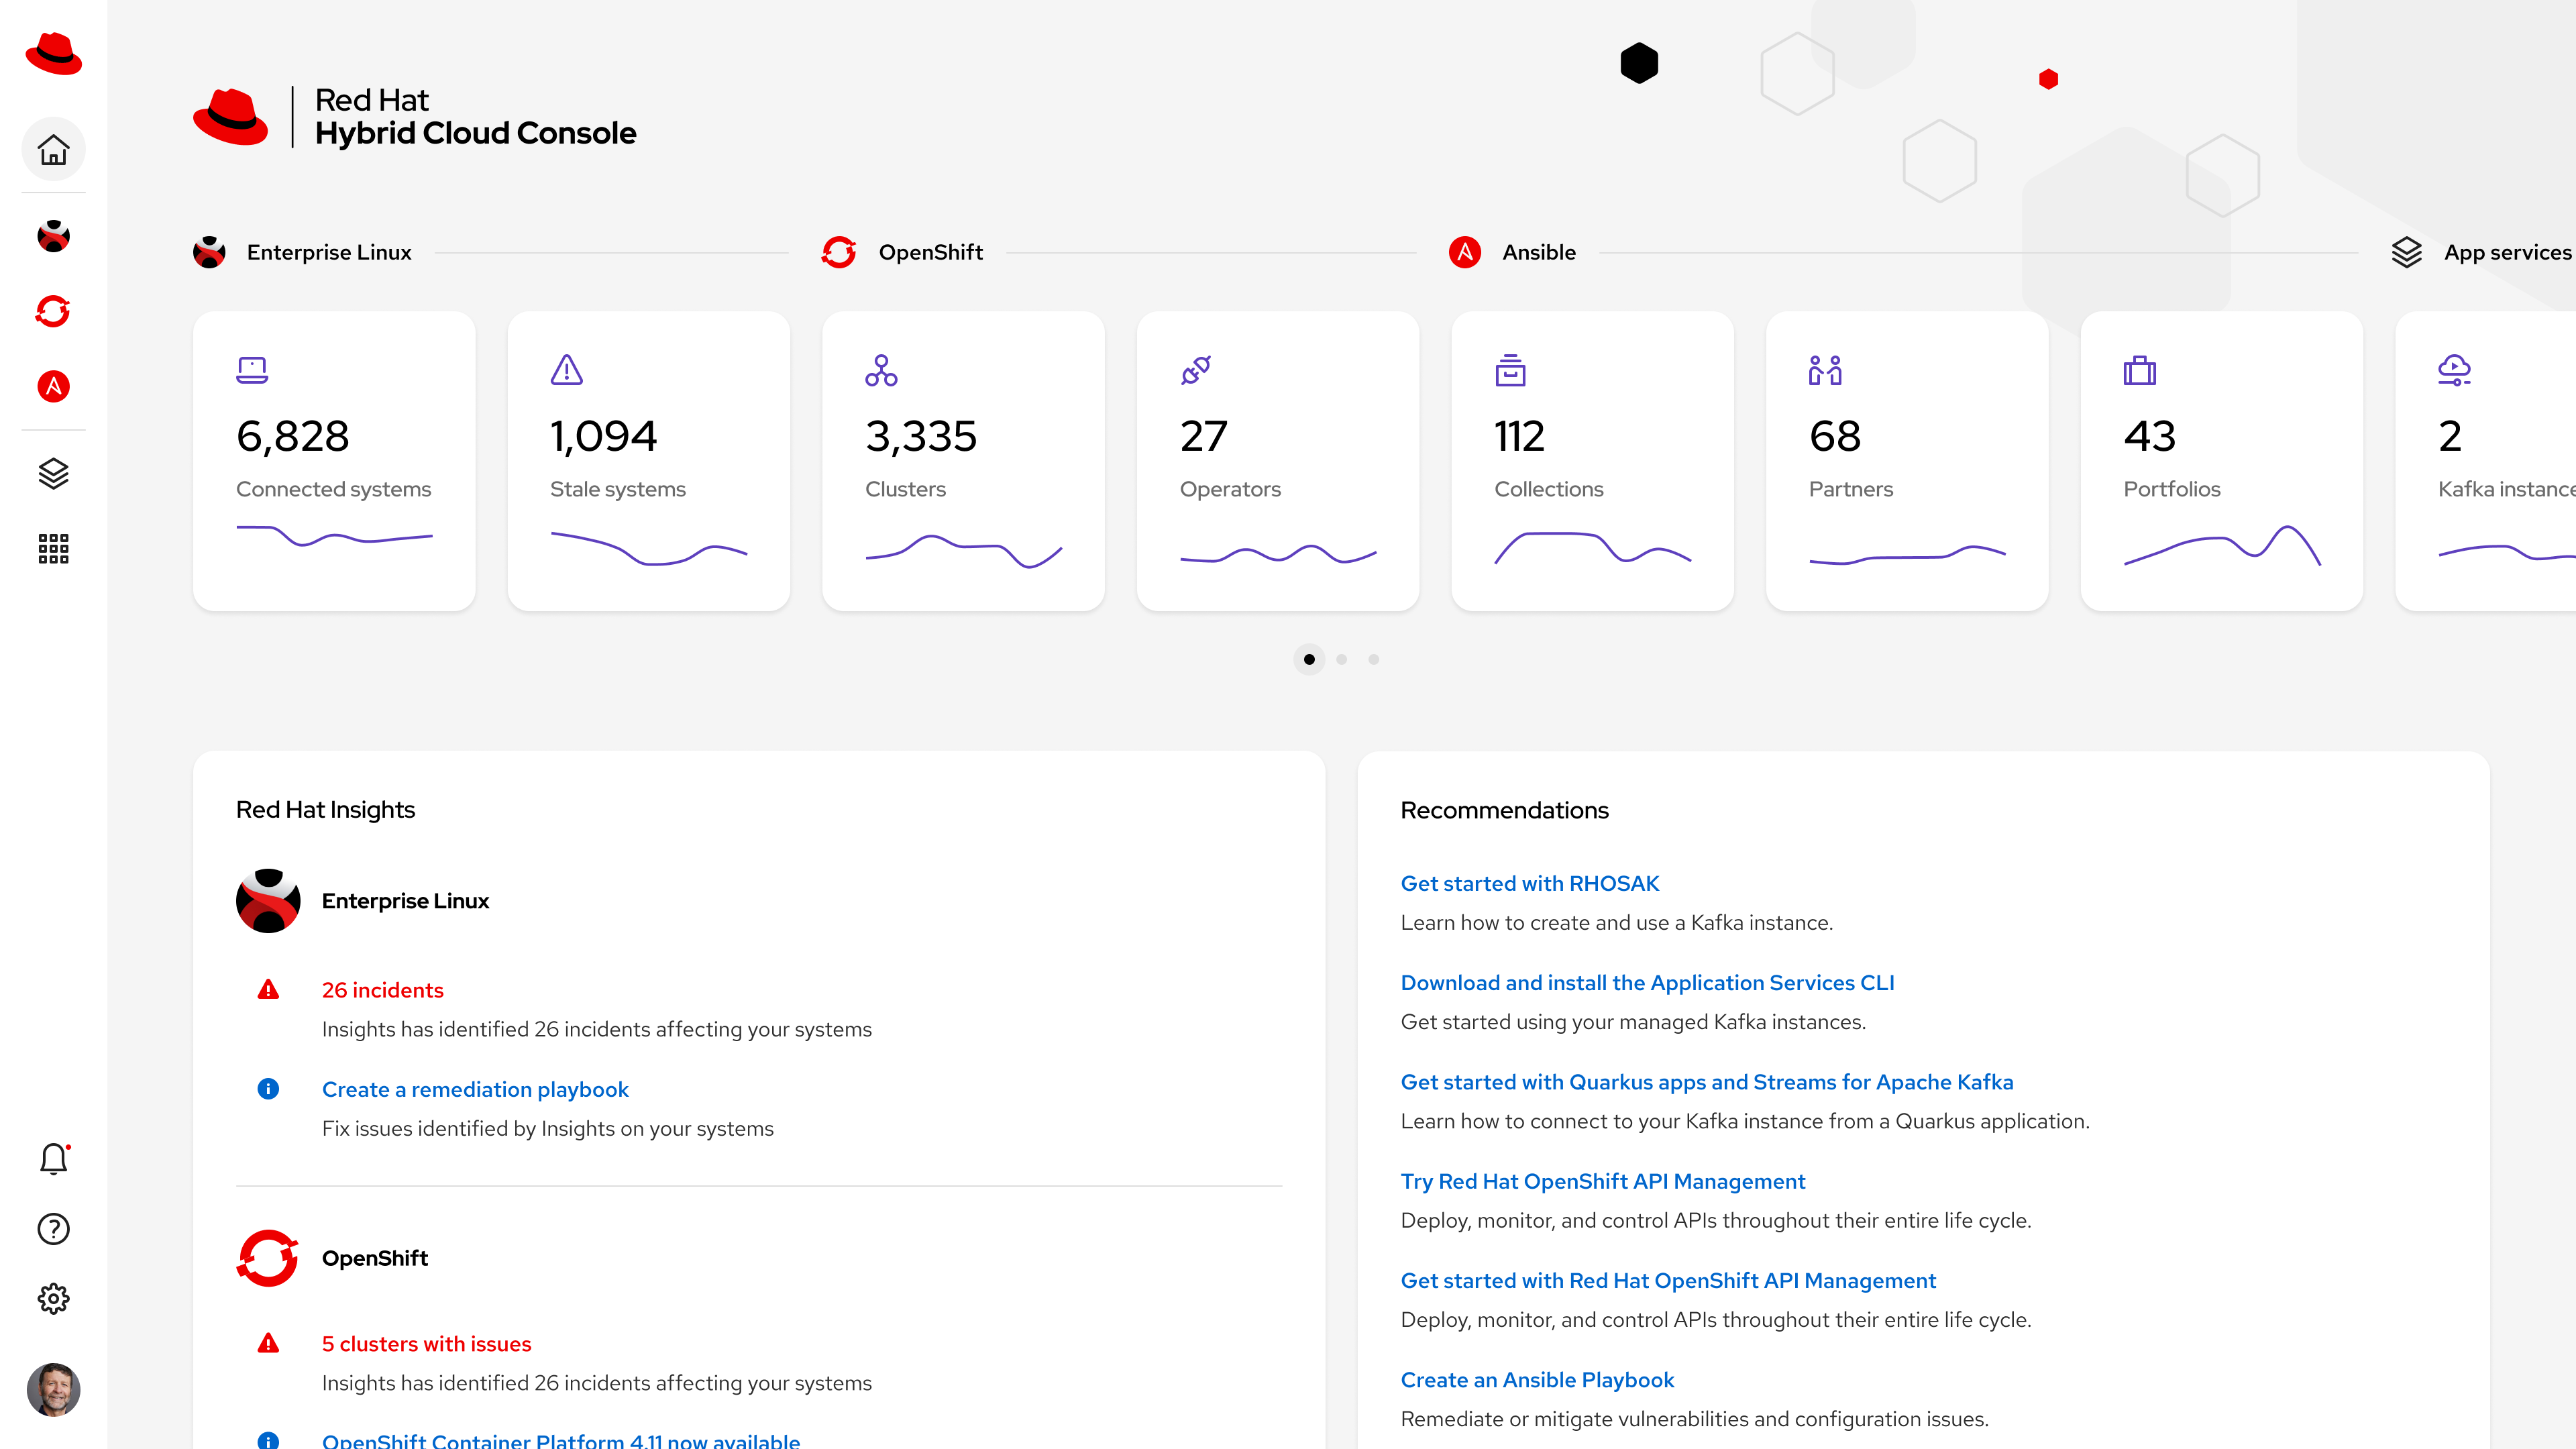 Red Hat
Hybrid Cloud Console
Enterprise Linux
OpenShift
Ansible
App services
6,828
Connected systems
1,094
Stale systems
3,335
Clusters
27
Operators
112
Collections
68
Partners
43
Portfolios
2
Kafka instance
Red Hat Insights
Enterprise Linux
26 incidents
Insights has identified 26 incidents affecting your systems
Create a remediation playbook
Fix issues identified by Insights on your systems
OpenShift
5 clusters with issues
Insights has identified 26 incidents affecting your systems
OpenShift Container Platform 4.11 now available
Recommendations
Get started with RHOSAK
Learn how to create and use a Kafka instance.
Download and install the Application Services CLI
Get started using your managed Kafka instances.
Get started with Quarkus apps and Streams for Apache Kafka
Learn how to connect to your Kafka instance from a Quarkus application.
Try Red Hat OpenShift API Management
Deploy, monitor, and control APIs throughout their entire life cycle.
Get started with Red Hat OpenShift API Management
Deploy, monitor, and control APIs throughout their entire life cycle.
Create an Ansible Playbook
Remediate or mitigate vulnerabilities and configuration issues.